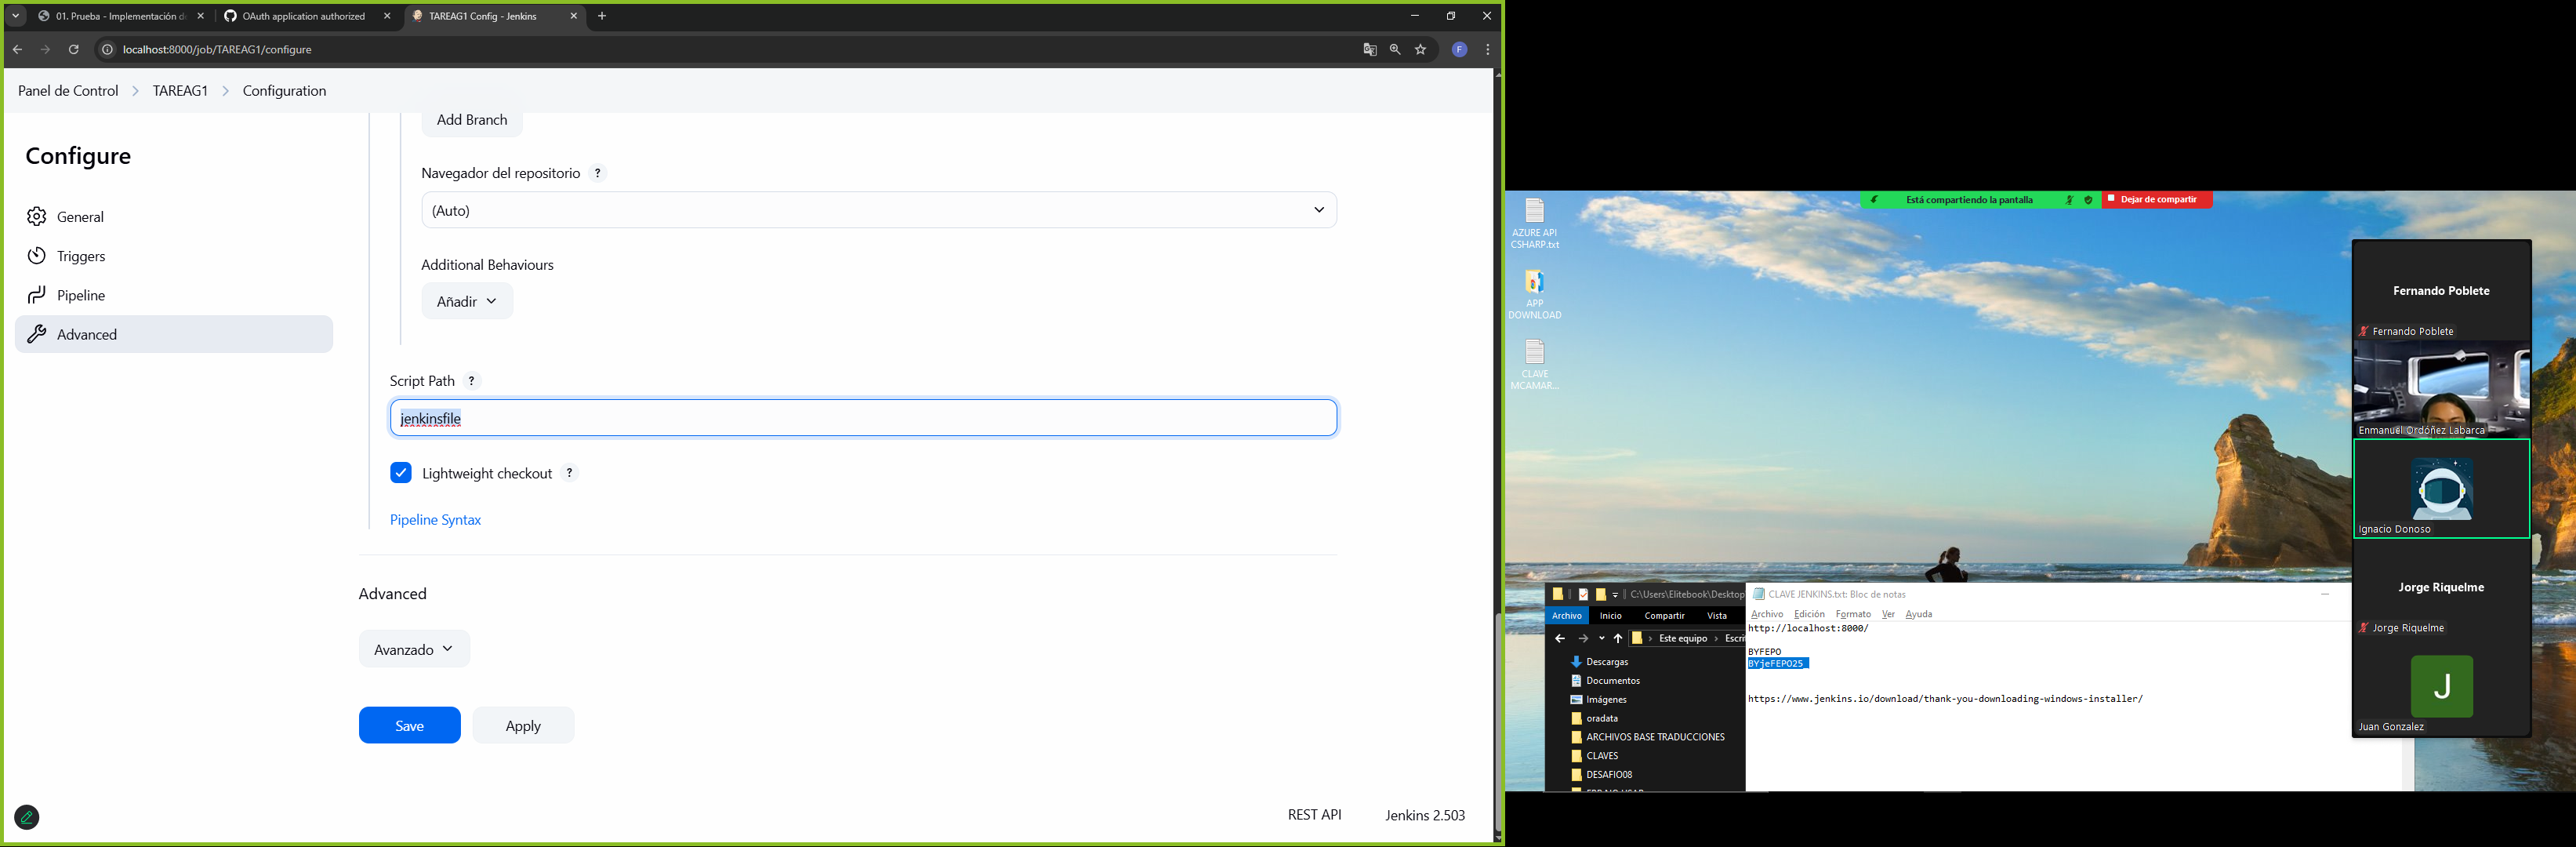 01. Prueba - Implementación de
OAuth application authorized
TAREAG1 Config - Jenkins
localhost:8000/job/TAREAG1/configure
F
Panel de Control > TAREAG1 > Configuration
Configure
General
Triggers
Pipeline
Advanced
Add Branch
Navegador del repositorio ?
(Auto)
Additional Behaviours
Añadir
Script Path ?
jenkinsfile
Lightweight checkout ?
Pipeline Syntax
Advanced
Avanzado
Save
Apply
REST API
Jenkins 2.503
AZURE API
CSHARP.txt
APP
DOWNLOAD
CLAVE
MCAMAR...
Está compartiendo la pantalla
Dejar de compartir
Fernando Poblete
Fernando Poblete
Enmanuel Ordóñez Labarca
Ignacio Donoso
Jorge Riquelme
Jorge Riquelme
J
Juan Gonzalez
C:\Users\Elitebook\Desktop
Archivo Inicio Compartir Vista
Este equipo > Escrit
Descargas
Documentos
Imágenes
oradata
ARCHIVOS BASE TRADUCCIONES
CLAVES
DESAFIO08
CLAVE JENKINS.txt: Bloc de notas
Archivo Edición Formato Ver Ayuda
http://localhost:8000/
BYFEPO
BYjeFEPO25_
https://www.jenkins.io/download/thank-you-downloading-windows-installer/